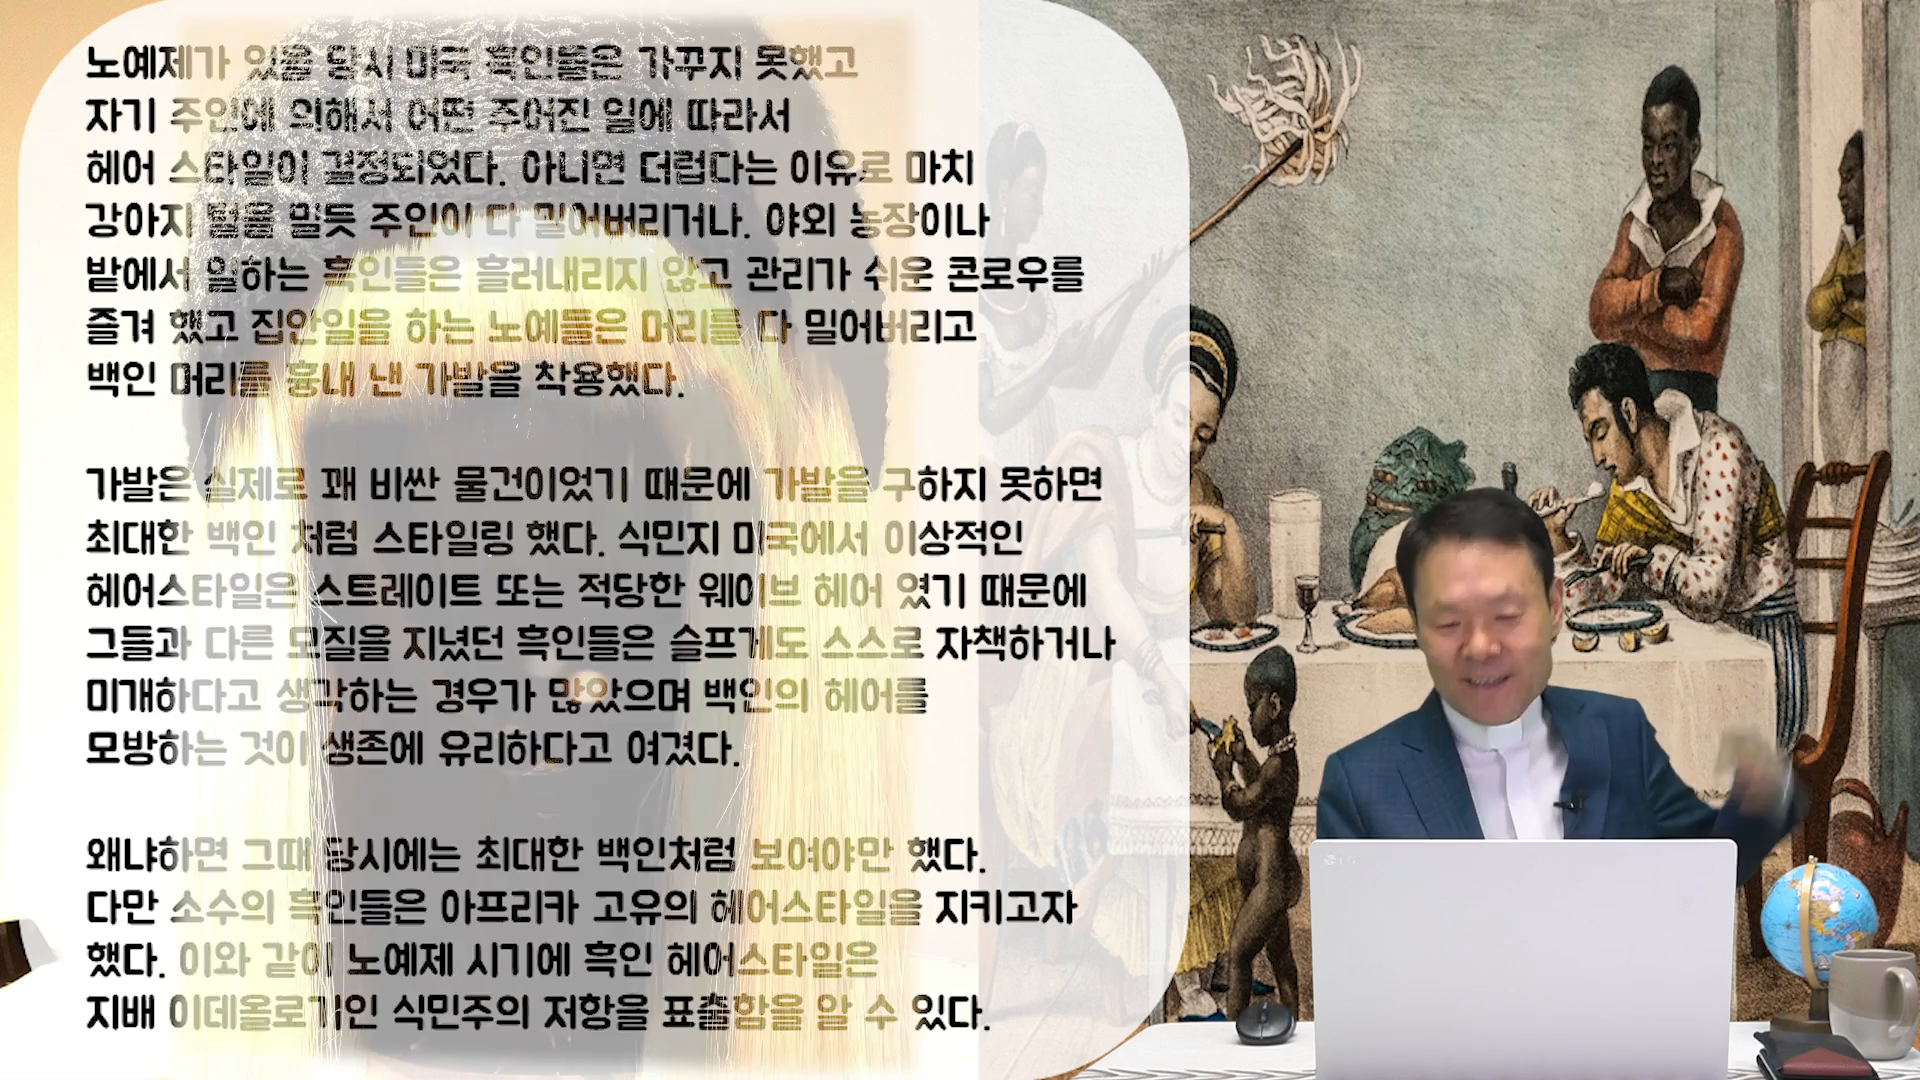 노예제가 있을 당시 미국 흑인들은 가꾸지 못했고
자기 주인에 의해서 어떤 주어진 일에 따라서
헤어 스타일이 결정되었다. 아니면 더럽다는 이유로 마치
강아지 털을 밀듯 주인이 다 밀어버리거나. 야외 농장이나
밭에서 일하는 흑인들은 흘러내리지 않고 관리가 쉬운 콘로우를
즐겨 했고 집안일을 하는 노예들은 머리를 다 밀어버리고
백인 머리를 흉내 낸 가발을 착용했다.
가발은 실제로 꽤 비싼 물건이었기 때문에 가발을 구하지 못하면
최대한 백인 처럼 스타일링 했다. 식민지 미국에서 이상적인
헤어스타일은 스트레이트 또는 적당한 웨이브 헤어 였기 때문에
그들과 다른 모질을 지녔던 흑인들은 슬프게도 스스로 자책하거나
미개하다고 생각하는 경우가 많았으며 백인의 헤어를
모방하는 것이 생존에 유리하다고 여겼다.
왜냐하면 그때 당시에는 최대한 백인처럼 보여야만 했다.
다만 소수의 흑인들은 아프리카 고유의 헤어스타일을 지키고자
했다. 이와 같이 노예제 시기에 흑인 헤어스타일은
지배 이데올로기인 식민주의 저항을 표출함을 알 수 있다.